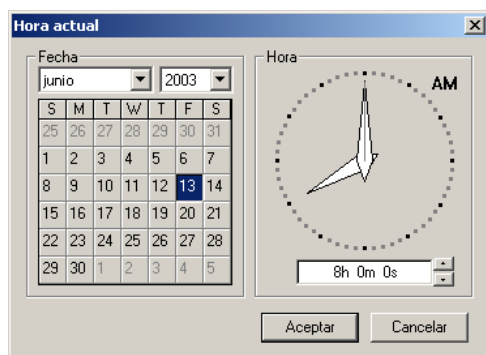 Hora actual
Fecha
junio 2003
S M T W T F S
25 26 27 28 29 30 31
1 2 3 4 5 6 7
8 9 10 11 12 13 14
15 16 17 18 19 20 21
22 23 24 25 26 27 28
29 30 1 2 3 4 5
Hora
AM
8h 0m 0s
Aceptar Cancelar